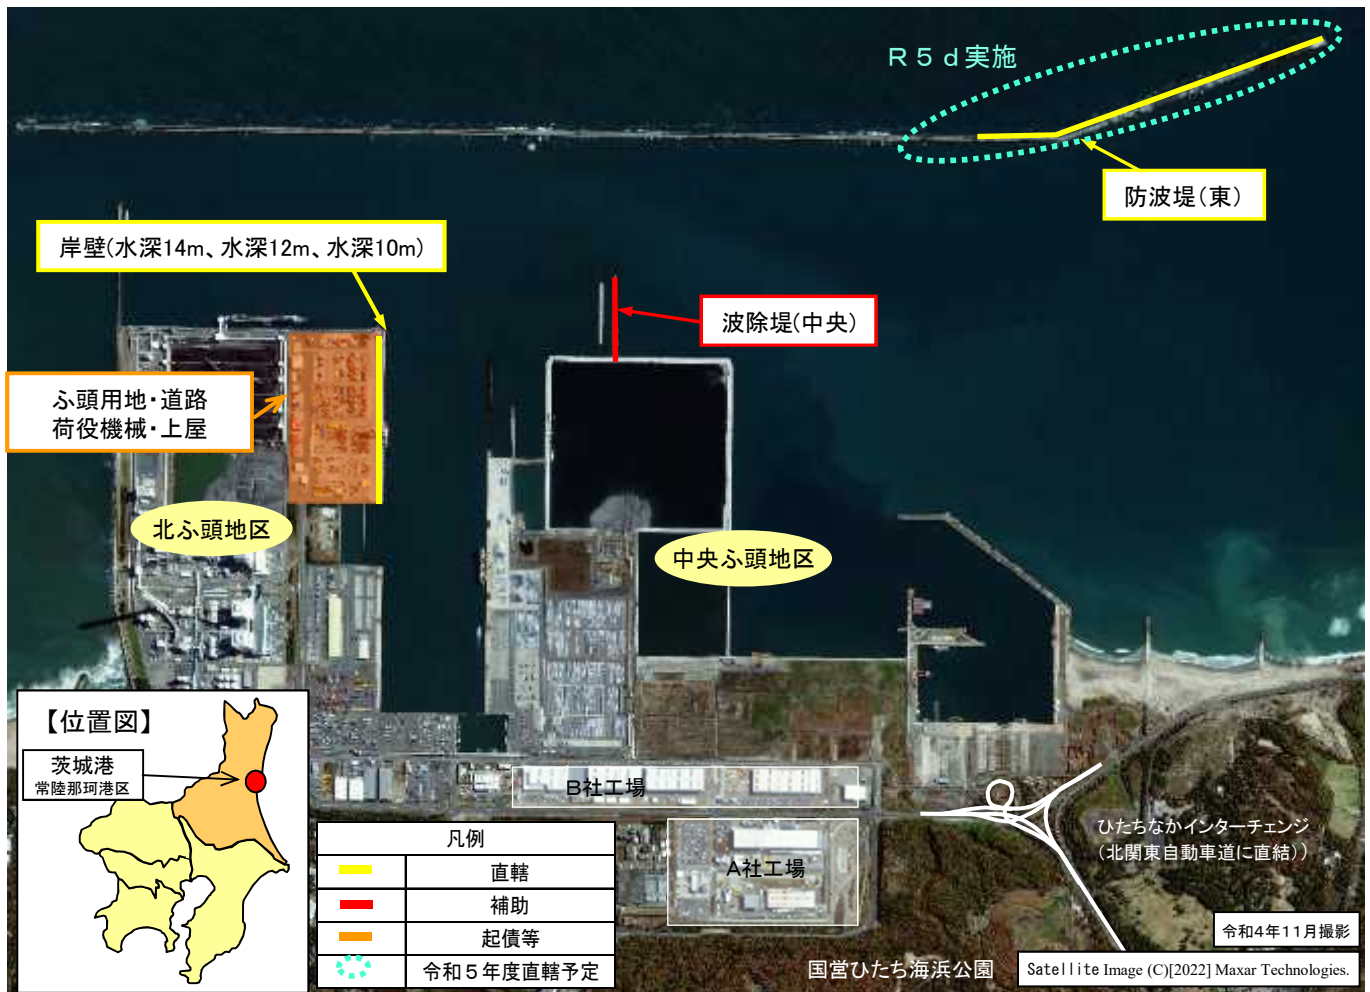 R5d実施
防波堤(東)
岸壁(水深14m、水深12m、水深10m)
波除堤(中央)
ふ頭用地・道路
荷役機械・上屋
北ふ頭地区
中央ふ頭地区
【位置図】
茨城港
常陸那珂港区
B社工場
A社工場
ひたちなかインターチェンジ
(北関東自動車道に直結))
凡例
直轄
補助
起債等
令和5年度直轄予定
国営ひたち海浜公園
令和4年11月撮影
Satellite Image (C)[2022] Maxar Technologies.